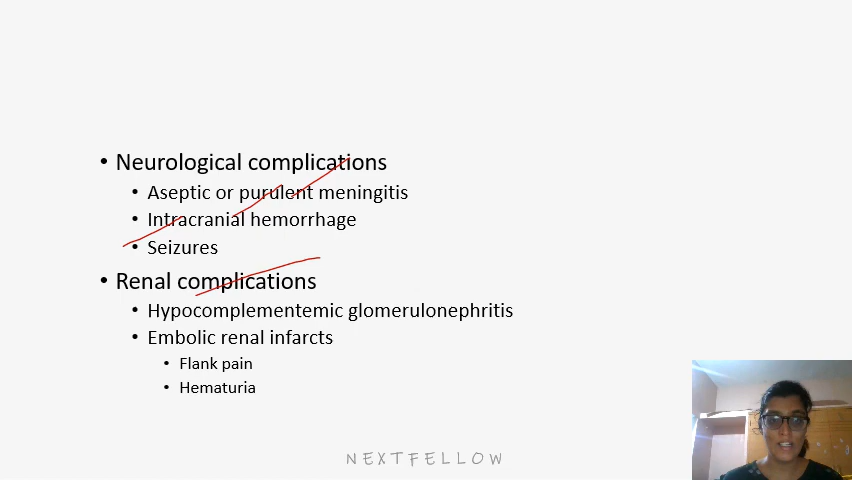 • Neurological complications
• Aseptic or purulent meningitis
• Intracranial hemorrhage
• Seizures
• Renal complications
• Hypocomplementemic glomerulonephritis
• Embolic renal infarcts
• Flank pain
• Hematuria
NEXTFELLOW